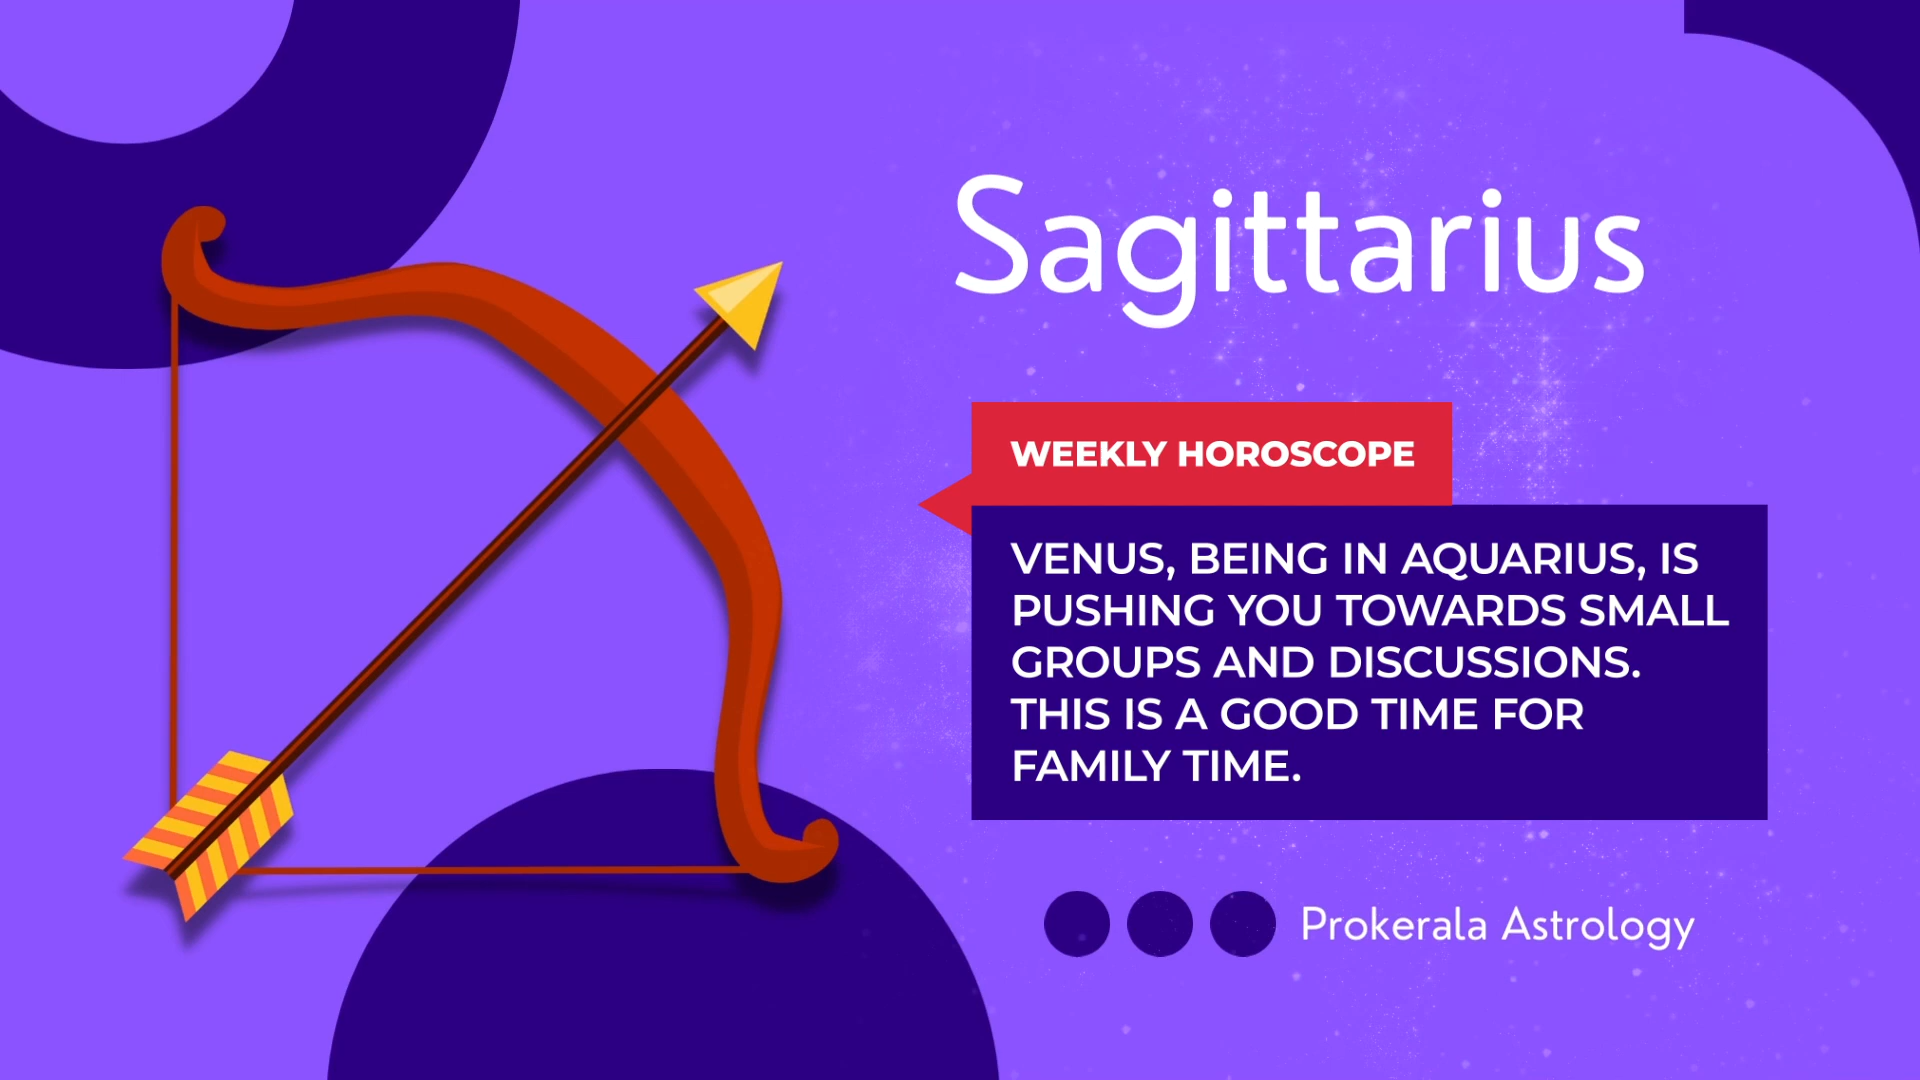 Sagittarius
WEEKLY HOROSCOPE
VENUS, BEING IN AQUARIUS, IS
PUSHING YOU TOWARDS SMALL
GROUPS AND DISCUSSIONS.
THIS IS A GOOD TIME FOR
FAMILY TIME.
Prokerala Astrology